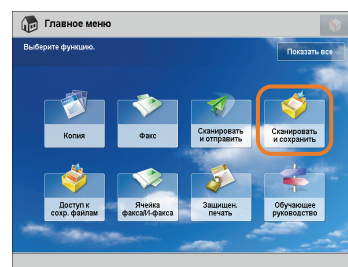 Главное меню
Выберите функцию.
Показать все
Копия
Факс
Сканировать
и отправить
Сканировать
и сохранить
Доступ к
сохр. файлам
Ячейка
факса/И-факса
Защищен.
печать
Обучающее
руководство